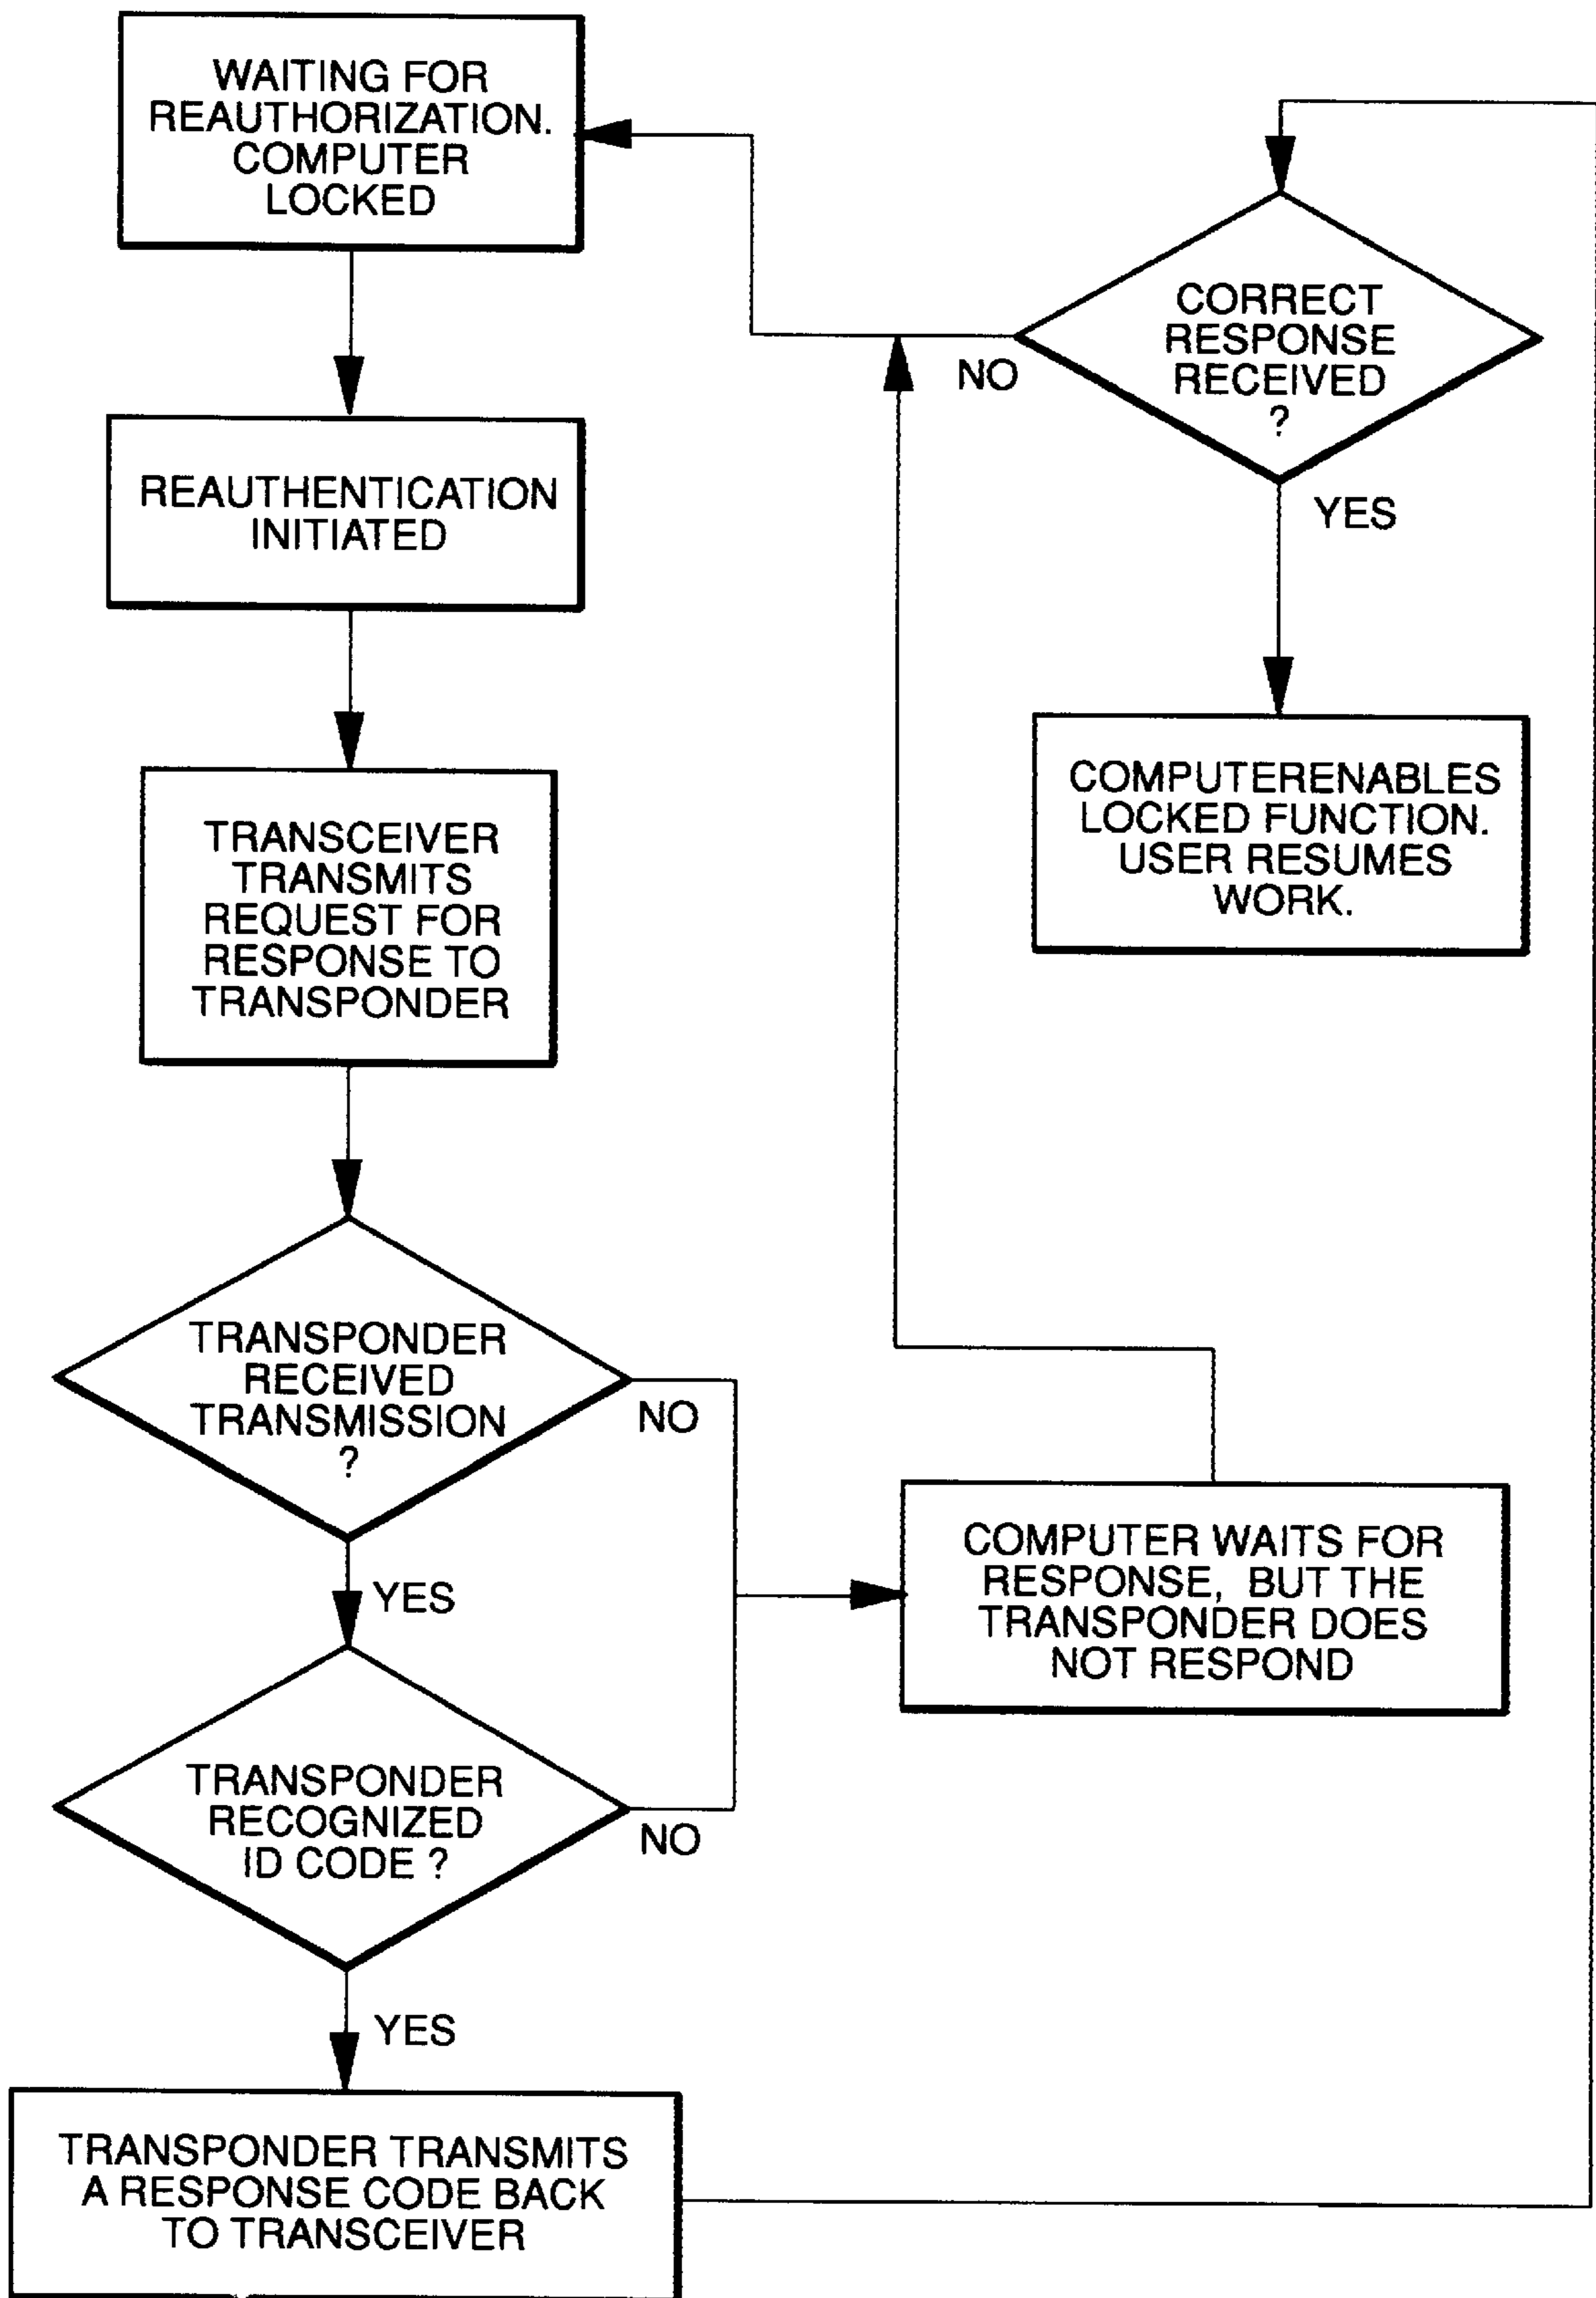 WAITING FOR
REAUTHORIZATION.
COMPUTER
LOCKED
REAUTHENTICATION
INITIATED
TRANSCEIVER
TRANSMITS
REQUEST FOR
RESPONSE TO
TRANSPONDER
TRANSPONDER
RECEIVED
TRANSMISSION
?
NO
YES
TRANSPONDER
RECOGNIZED
ID CODE ?
NO
YES
TRANSPONDER TRANSMITS
A RESPONSE CODE BACK
TO TRANSCEIVER
COMPUTER WAITS FOR
RESPONSE, BUT THE
TRANSPONDER DOES
NOT RESPOND
CORRECT
RESPONSE
RECEIVED
?
NO
YES
COMPUTERENABLES
LOCKED FUNCTION.
USER RESUMES
WORK.